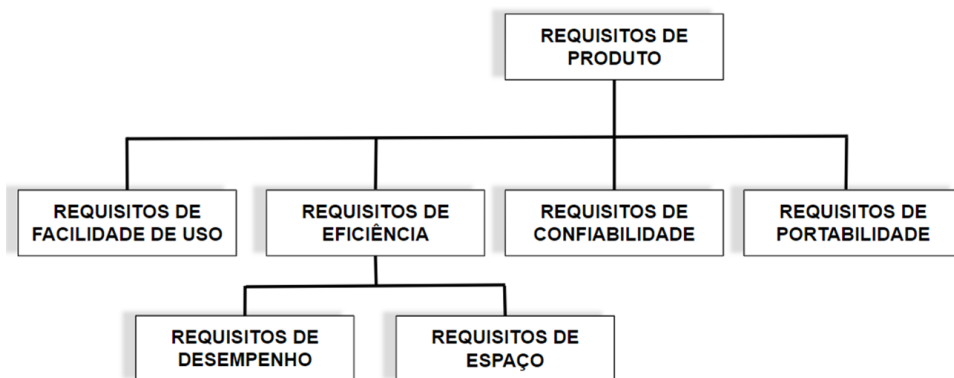 REQUISITOS DE
PRODUTO
REQUISITOS DE
FACILIDADE DE USO
REQUISITOS DE
EFICIÊNCIA
REQUISITOS DE
CONFIABILIDADE
REQUISITOS DE
PORTABILIDADE
REQUISITOS DE
DESEMPENHO
REQUISITOS DE
ESPAÇO